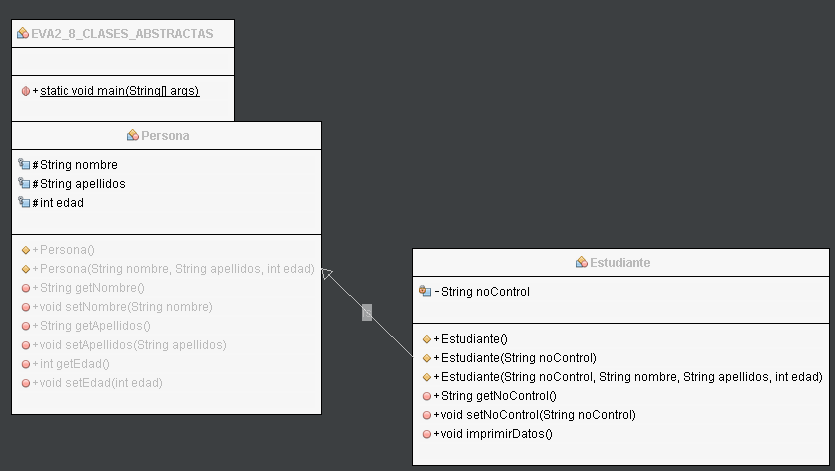 EVA2_8_CLASES_ABSTRACTAS
+static void main(String[] args)
Persona
#String nombre
#String apellidos
#int edad
+Persona()
+Persona(String nombre, String apellidos, int edad)
+String getNombre()
+void setNombre(String nombre)
+String getApellidos()
+void setApellidos(String apellidos)
+int getEdad()
+void setEdad(int edad)
Estudiante
-String noControl
+Estudiante()
+Estudiante(String noControl)
+Estudiante(String noControl, String nombre, String apellidos, int edad)
+String getNoControl()
+void setNoControl(String noControl)
+void imprimirDatos()